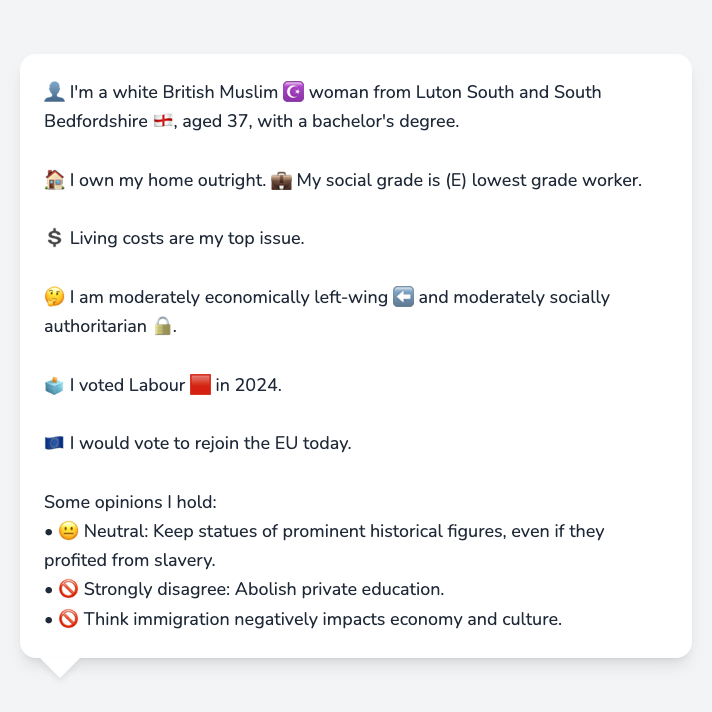 👤 I'm a white British Muslim ☪️ woman from Luton South and South
Bedfordshire 🏴󠁧󠁢󠁥󠁮󠁧󠁿, aged 37, with a bachelor's degree.
🏠 I own my home outright. 💼 My social grade is (E) lowest grade worker.
💲 Living costs are my top issue.
🤔 I am moderately economically left-wing ⬅️ and moderately socially
authoritarian 🔒.
🗳️ I voted Labour 🟥 in 2024.
🇪🇺 I would vote to rejoin the EU today.
Some opinions I hold:
• 😐 Neutral: Keep statues of prominent historical figures, even if they
profited from slavery.
• 🚫 Strongly disagree: Abolish private education.
• 🚫 Think immigration negatively impacts economy and culture.